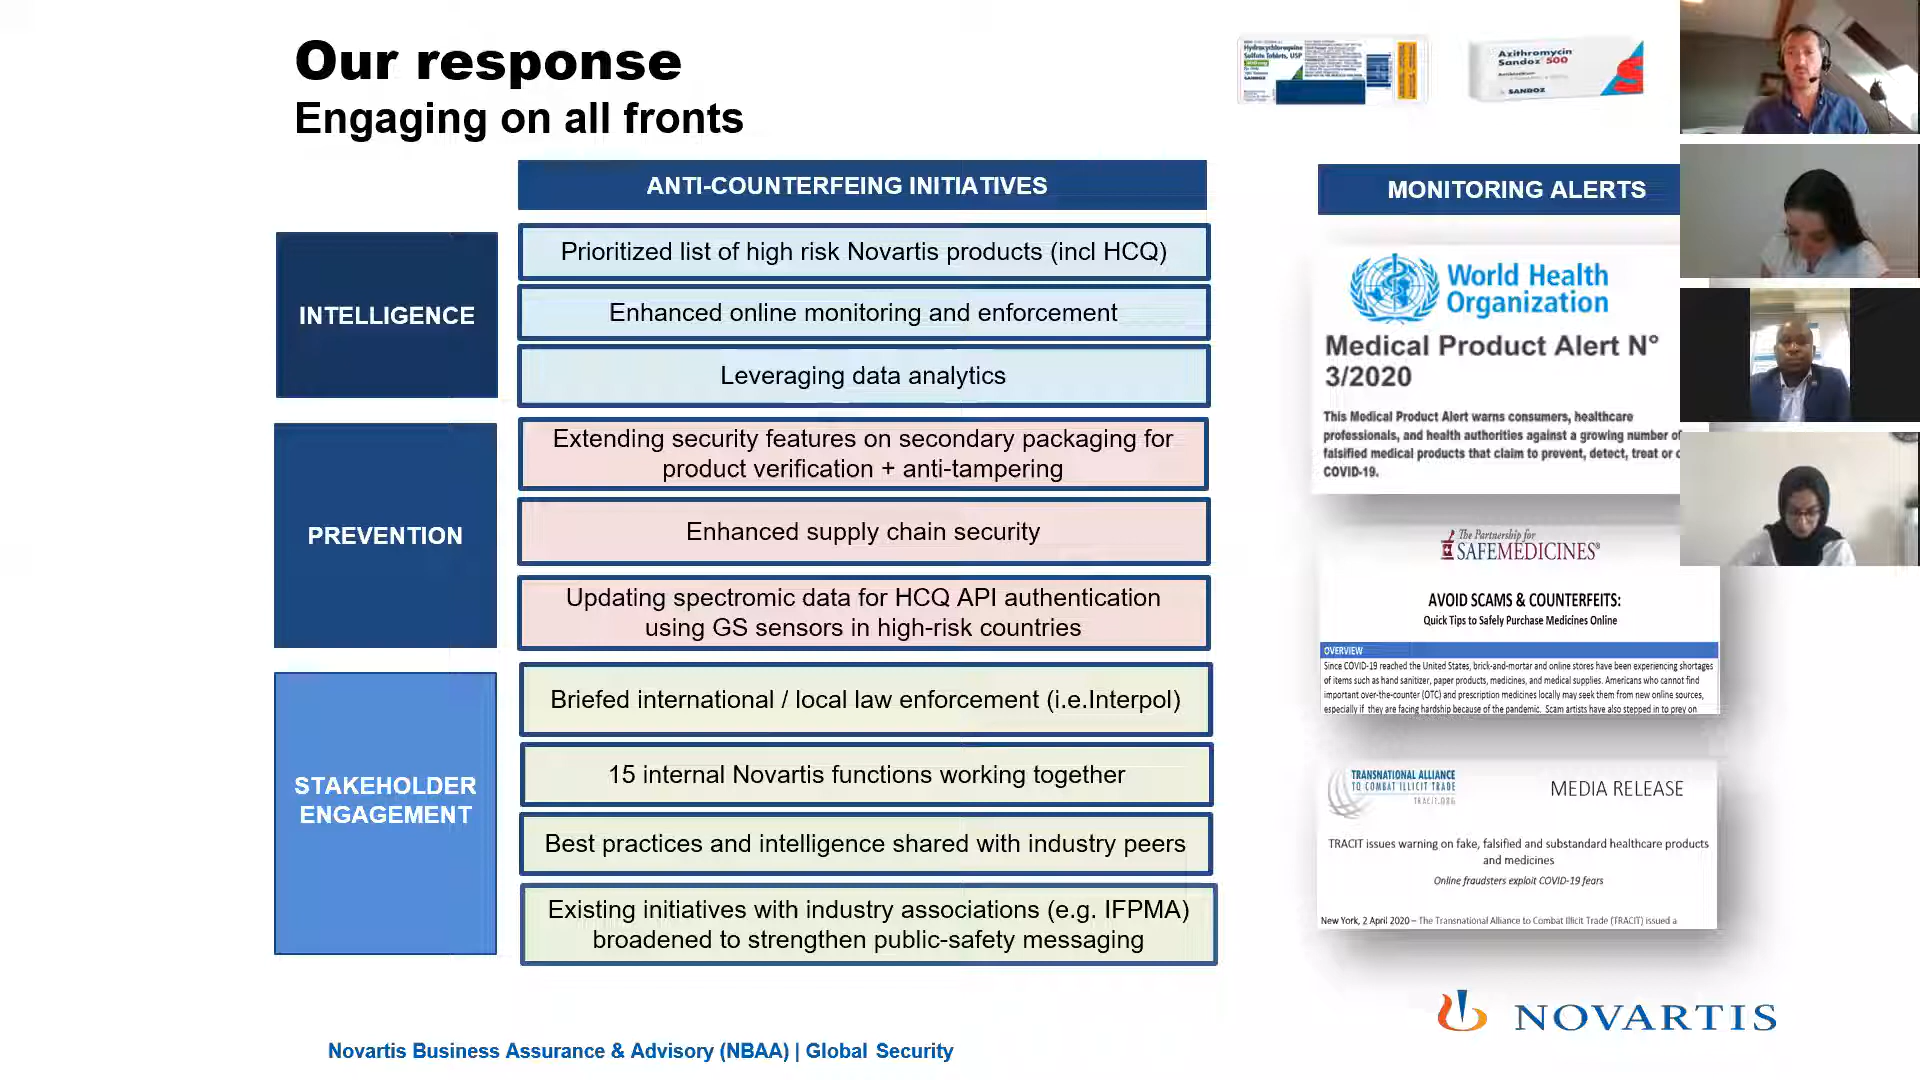 Our response
Engaging on all fronts
Hydroxychloroquine
Sulfate Tablets, USP
SANDOZ
Azithromycin
Sandoz 500
SANDOZ
ANTI-COUNTERFEING INITIATIVES
INTELLIGENCE
Prioritized list of high risk Novartis products (incl HCQ)
Enhanced online monitoring and enforcement
Leveraging data analytics
PREVENTION
Extending security features on secondary packaging for
product verification + anti-tampering
Enhanced supply chain security
Updating spectromic data for HCQ API authentication
using GS sensors in high-risk countries
STAKEHOLDER
ENGAGEMENT
Briefed international / local law enforcement (i.e.Interpol)
15 internal Novartis functions working together
Best practices and intelligence shared with industry peers
Existing initiatives with industry associations (e.g. IFPMA)
broadened to strengthen public-safety messaging
MONITORING ALERTS
World Health
Organization
Medical Product Alert N°
3/2020
This Medical Product Alert warns consumers, healthcare
professionals, and health authorities against a growing number of
falsified medical products that claim to prevent, detect, treat or
COVID-19.
The Partnership for
SAFEMEDICINES®
AVOID SCAMS & COUNTERFEITS:
Quick Tips to Safely Purchase Medicines Online
OVERVIEW
Since COVID-19 reached the United States, brick-and-mortar and online stores have been experiencing shortages
of items such as hand sanitizer, paper products, medicines, and medical supplies. Americans who cannot find
important over-the-counter (OTC) and prescription medicines locally may seek them from new online sources,
especially if they are facing hardship because of the pandemic. Scam artists have also stepped in to prey on
TRANSNATIONAL ALLIANCE
TO COMBAT ILLICIT TRADE
TRACIT.ORG
MEDIA RELEASE
TRACIT issues warning on fake, falsified and substandard healthcare products
and medicines
Online fraudsters exploit COVID-19 fears
New York, 2 April 2020 – The Transnational Alliance to Combat Illicit Trade (TRACIT) issued a
NOVARTIS
Novartis Business Assurance & Advisory (NBAA) | Global Security